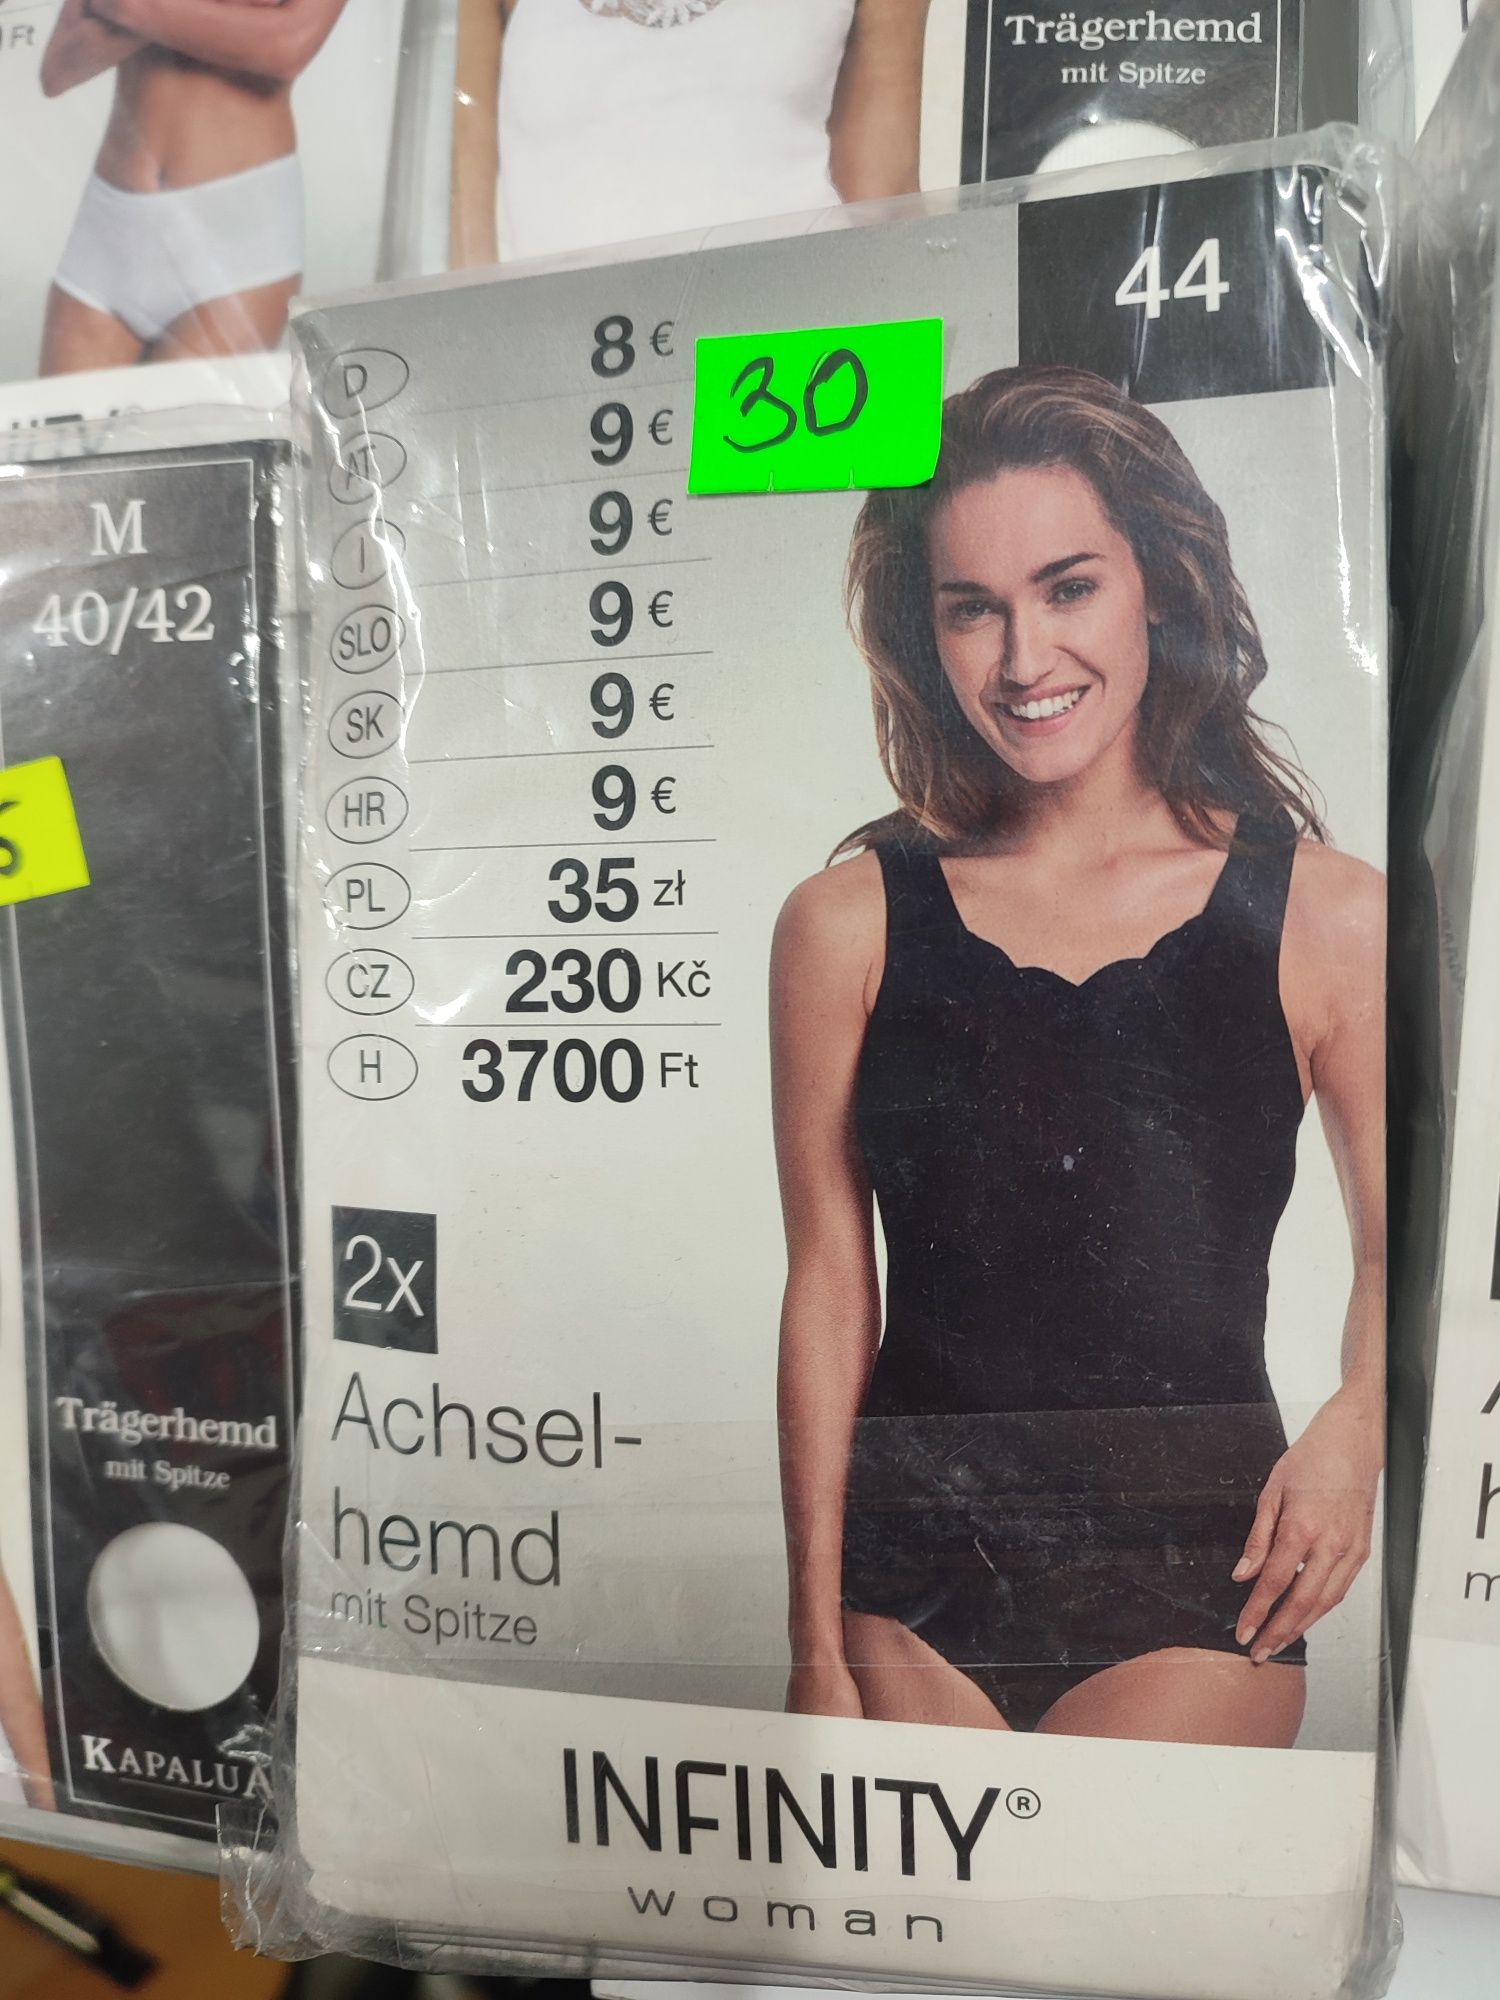 Ft
Trägerhemd
mit Spitze
44
30
D 8 €
AT 9 €
I 9 €
SLO 9 €
SK 9 €
HR 9 €
PL 35 zł
CZ 230 Kč
H 3700 Ft
2x
Achsel-
hemd
mit Spitze
INFINITY®
woman
M
40/42
Trägerhemd
mit Spitze
KAPALUA